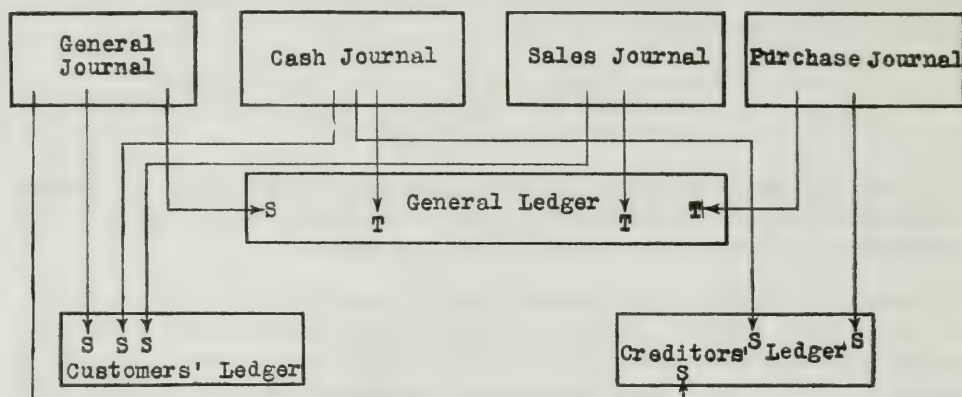 General
Journal
Cash Journal
Sales Journal
Purchase Journal
S
General Ledger
T
T
T
S S S
Customers' Ledger
S
S
Creditors' Ledger
S